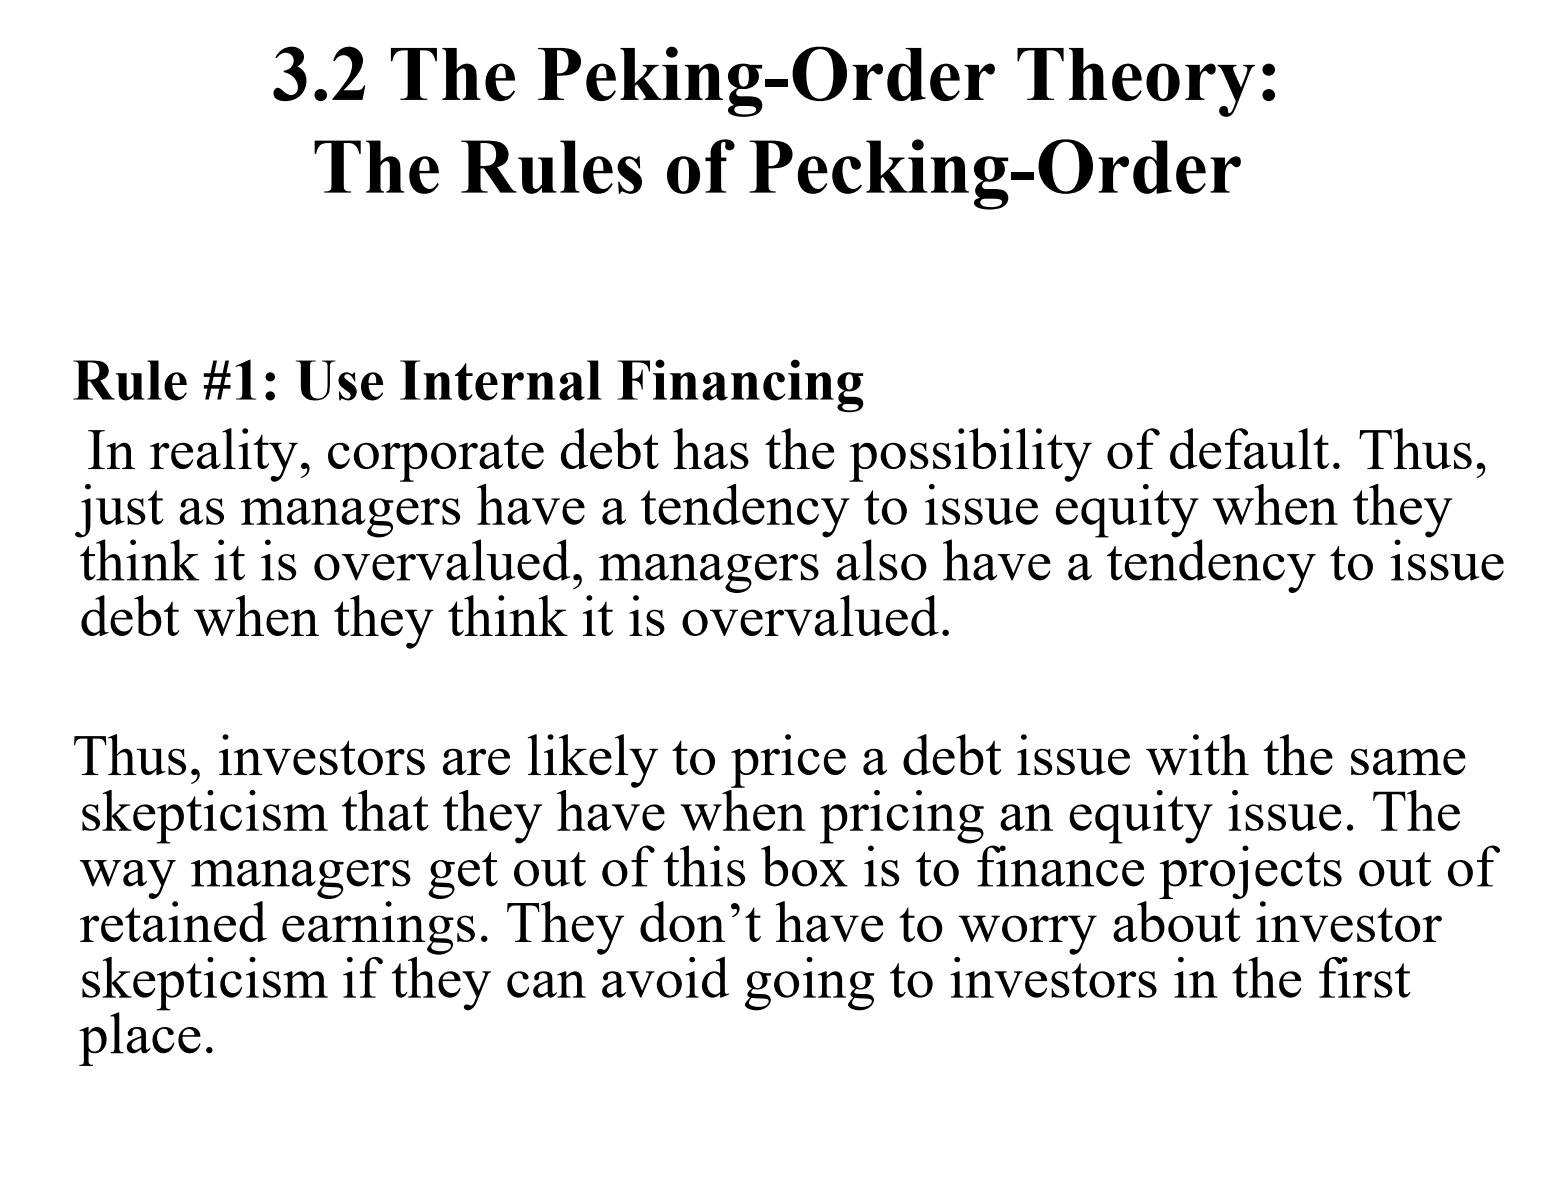 3.2 The Peking-Order Theory:
The Rules of Pecking-Order
Rule #1: Use Internal Financing
In reality, corporate debt has the possibility of default. Thus,
just as managers have a tendency to issue equity when they
think it is overvalued, managers also have a tendency to issue
debt when they think it is overvalued.
Thus, investors are likely to price a debt issue with the same
skepticism that they have when pricing an equity issue. The
way managers get out of this box is to finance projects out of
retained earnings. They don’t have to worry about investor
skepticism if they can avoid going to investors in the first
place.